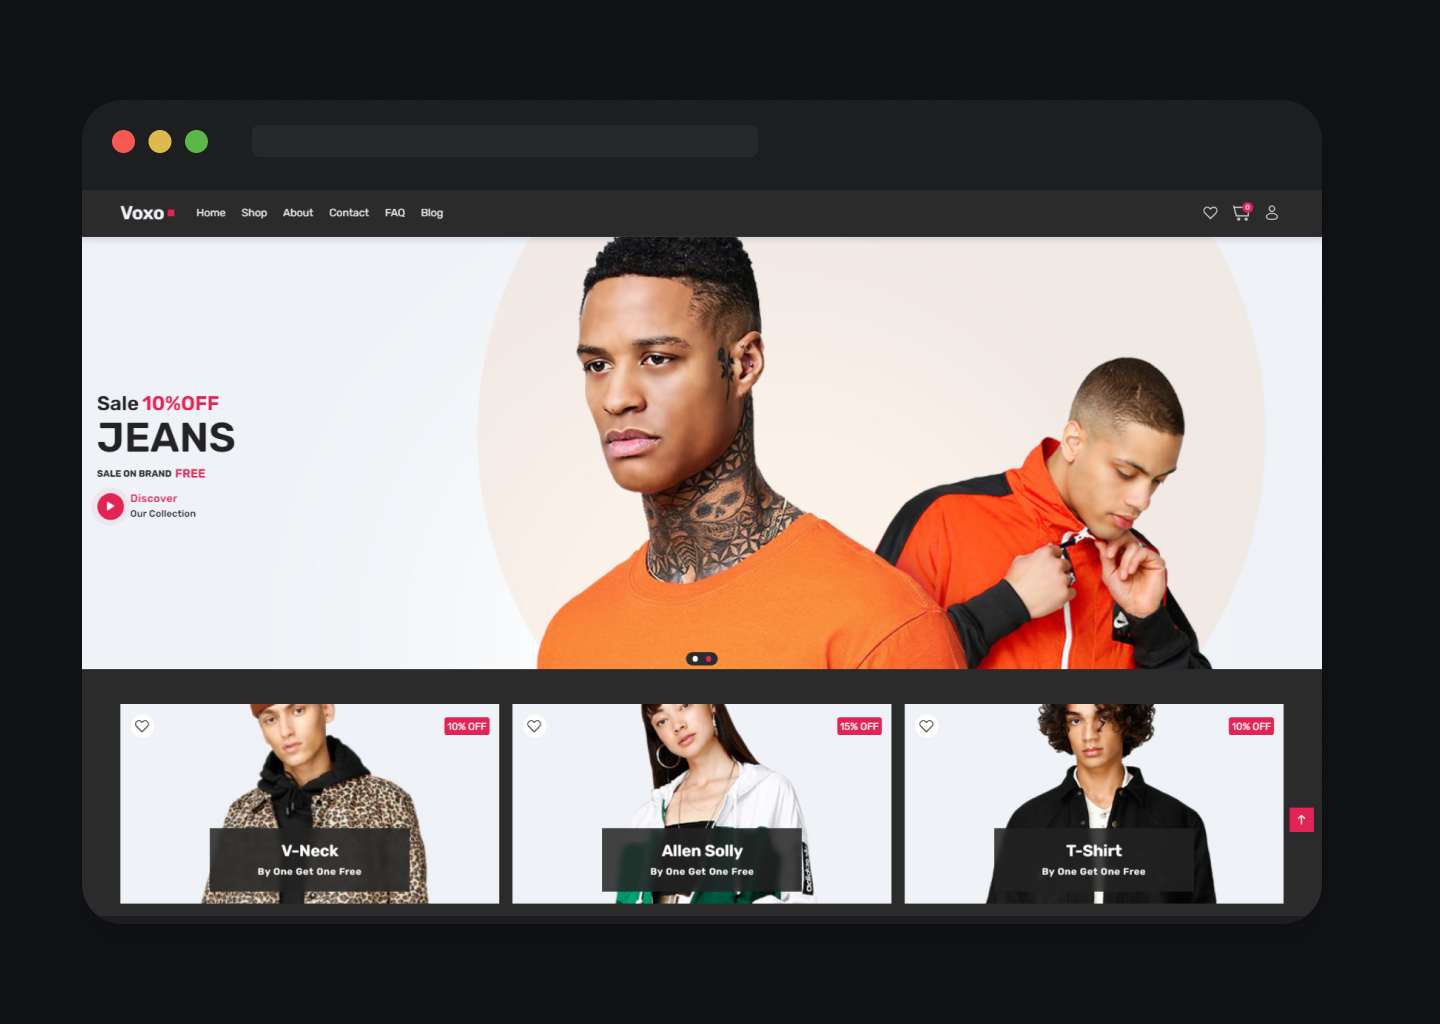 Voxo Home Shop About Contact FAQ Blog 0
Sale 10%OFF
JEANS
SALE ON BRAND FREE
Discover
Our Collection
10% OFF
V-Neck
By One Get One Free
15% OFF
Allen Solly
By One Get One Free
adidas
10% OFF
T-Shirt
By One Get One Free